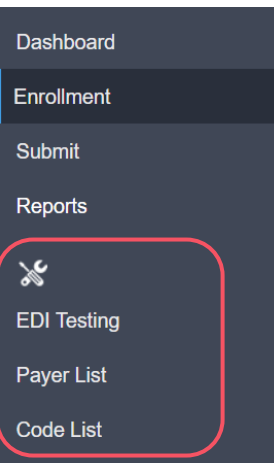 Dashboard
Enrollment
Submit
Reports
EDI Testing
Payer List
Code List